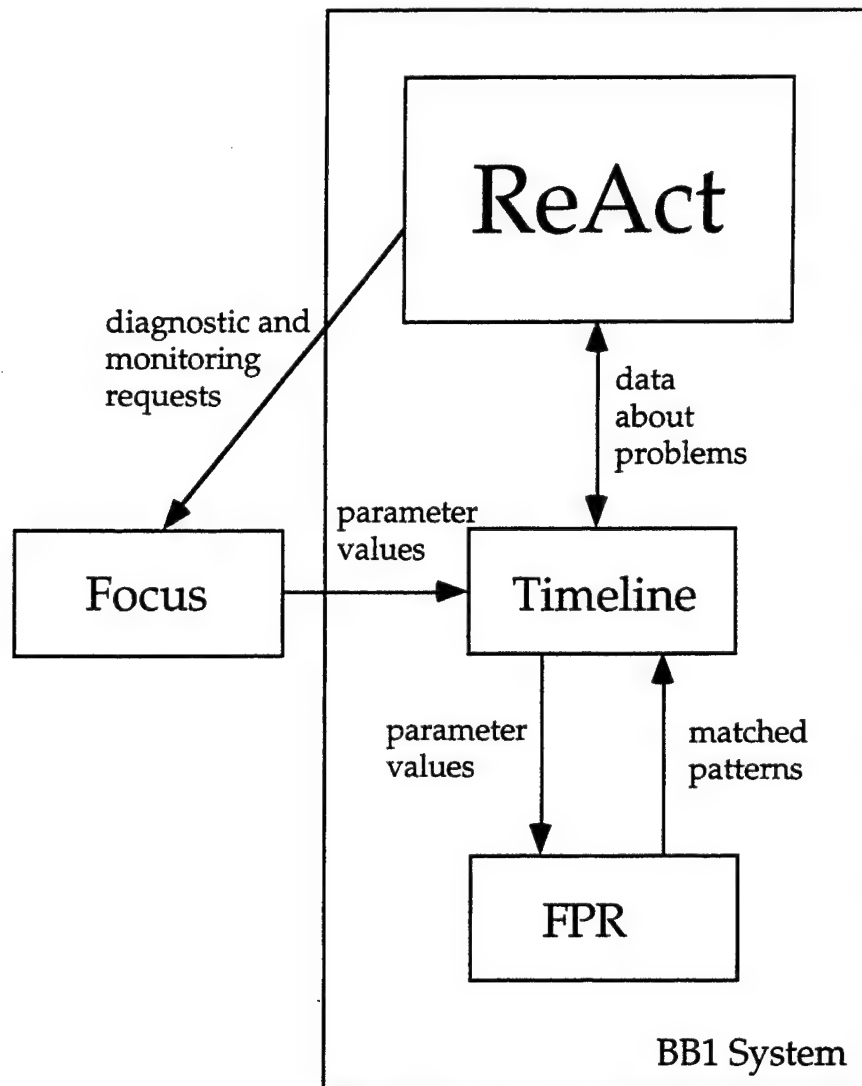 ReAct
diagnostic and
monitoring
requests
data
about
problems
parameter
values
Focus
Timeline
parameter
values
matched
patterns
FPR
BB1 System